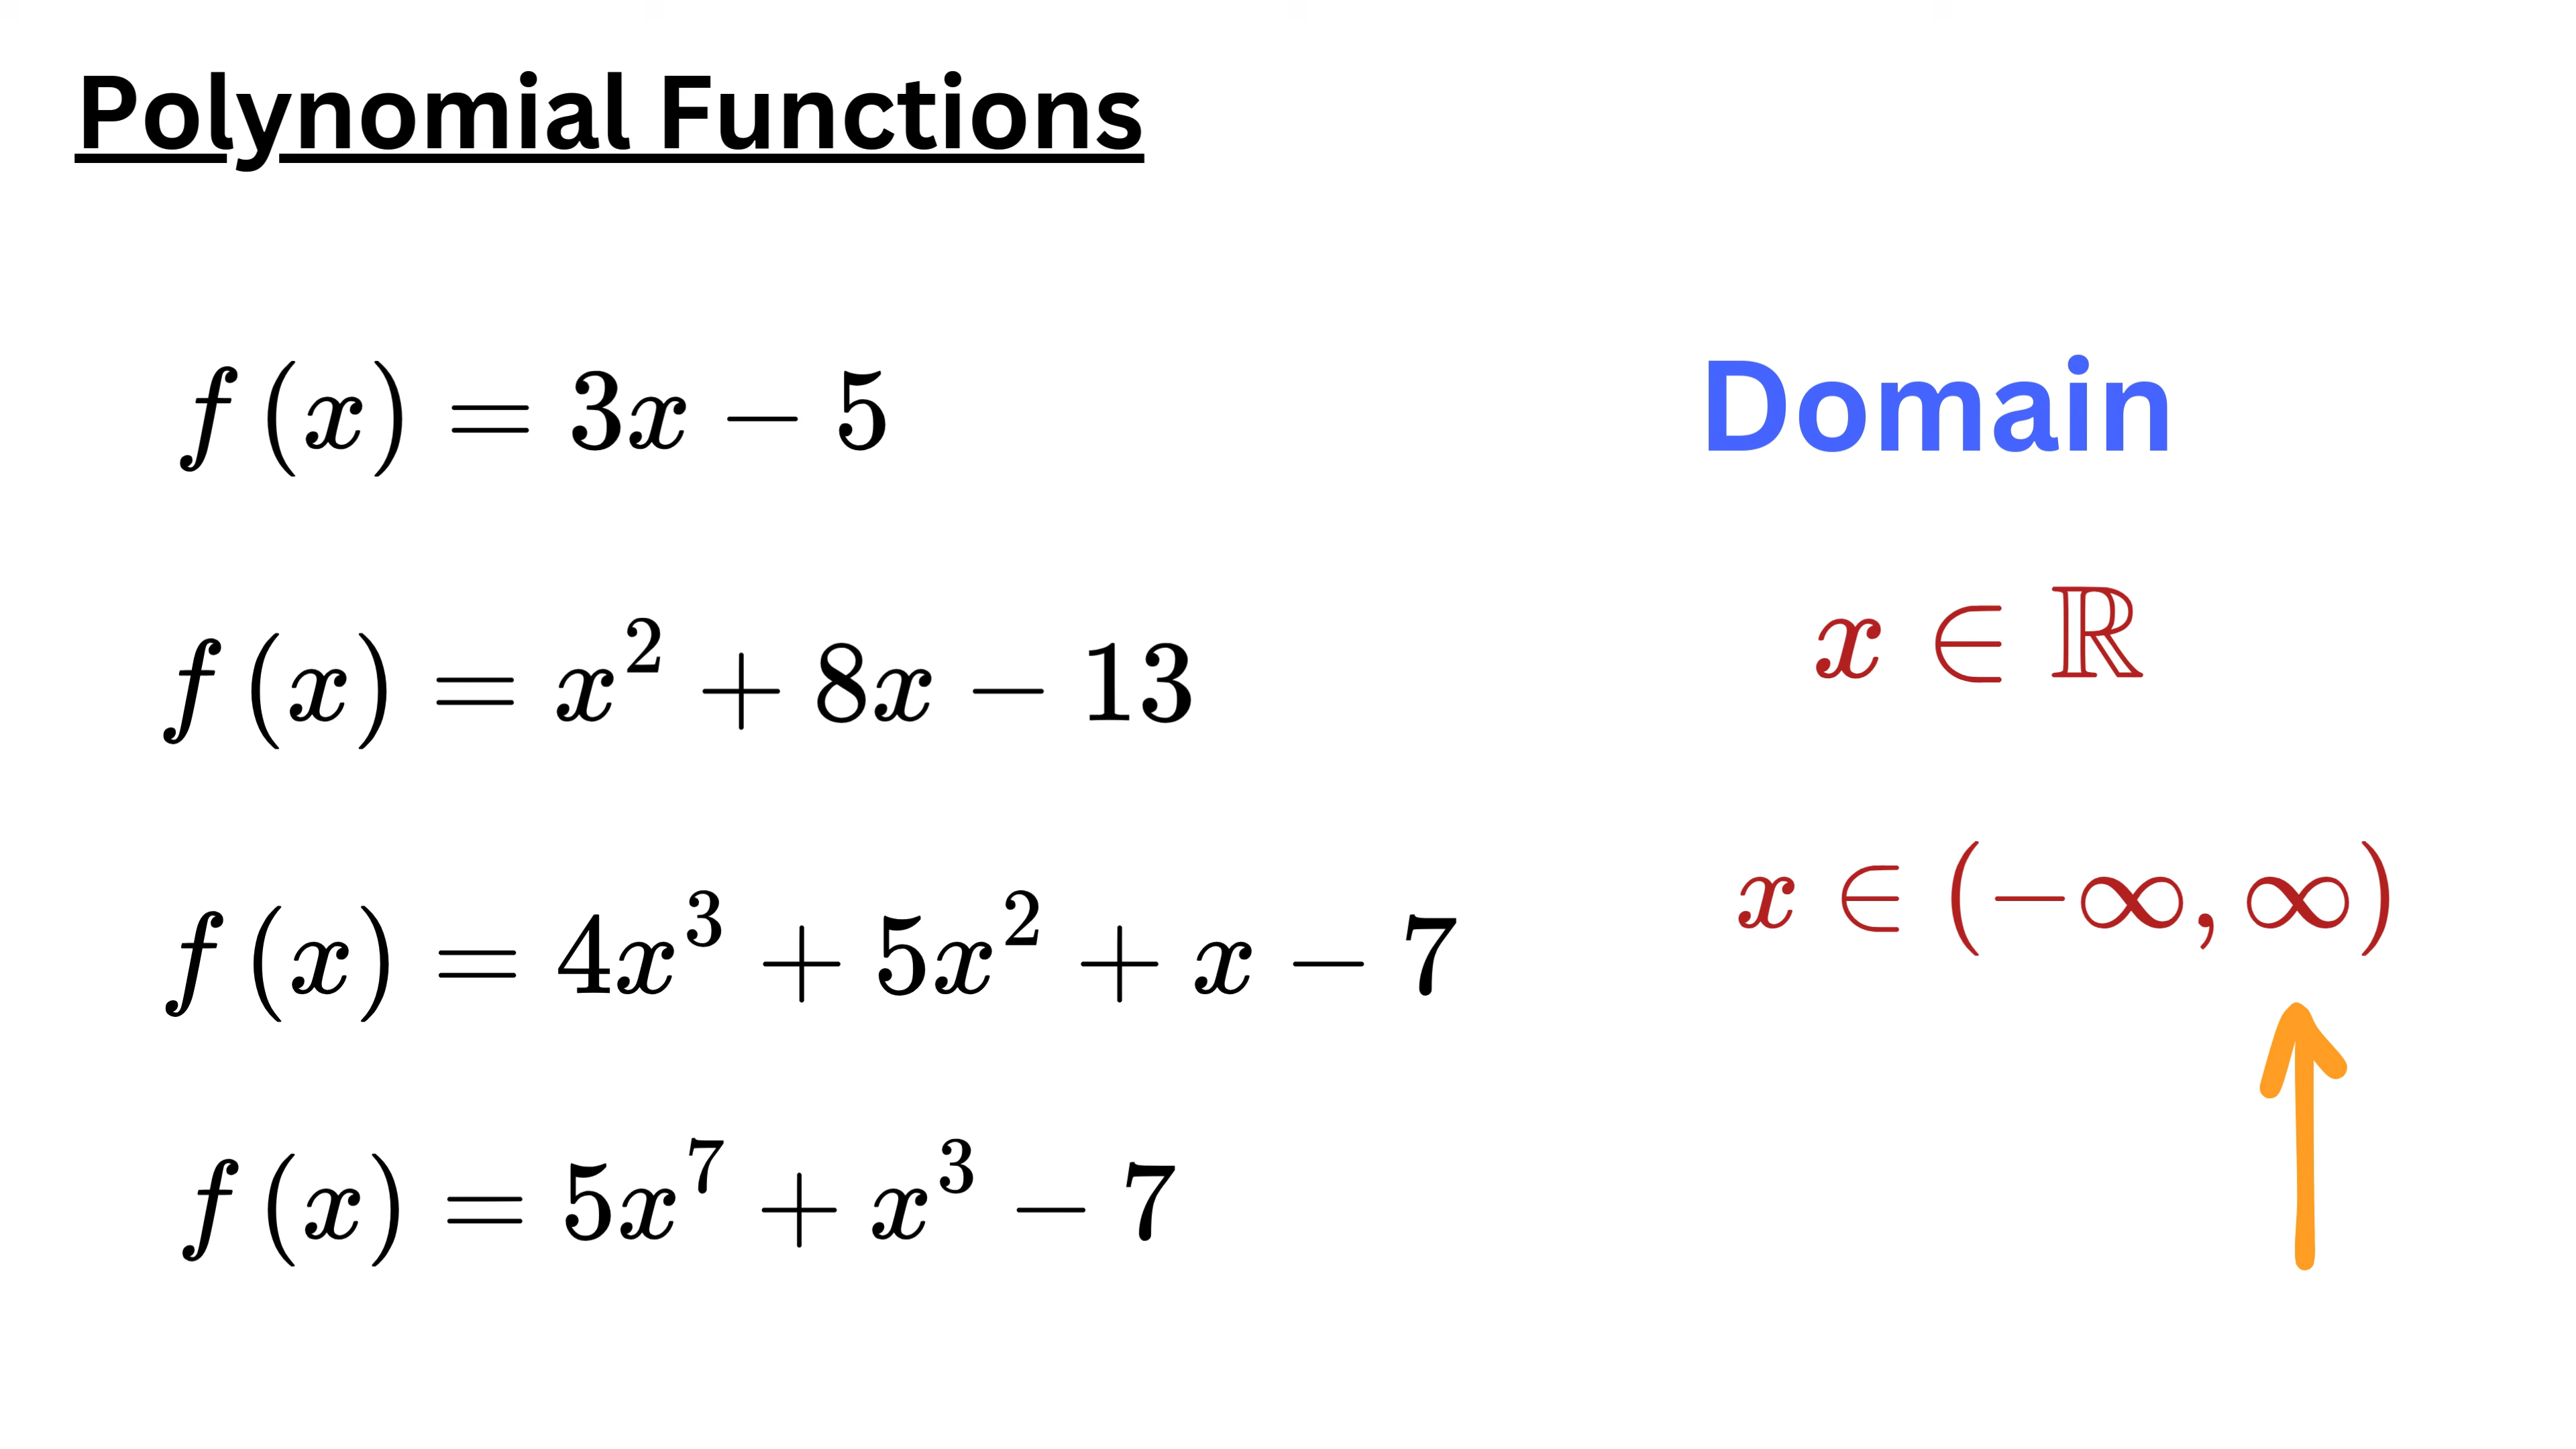 Polynomial Functions
f (x) = 3x − 5
f (x) = x² + 8x − 13
f (x) = 4x³ + 5x² + x − 7
f (x) = 5x⁷ + x³ − 7
Domain
x ∈ ℝ
x ∈ (−∞, ∞)